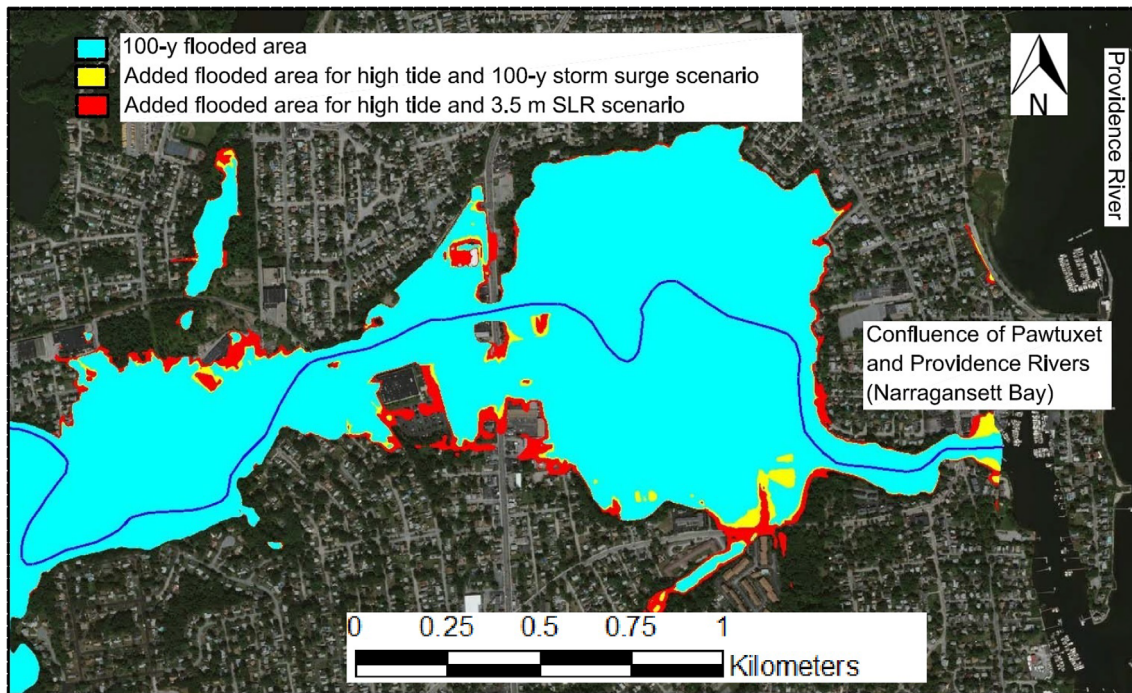 100-y flooded area
Added flooded area for high tide and 100-y storm surge scenario
Added flooded area for high tide and 3.5 m SLR scenario
N
Providence River
Confluence of Pawtuxet
and Providence Rivers
(Narragansett Bay)
0 0.25 0.5 0.75 1
Kilometers